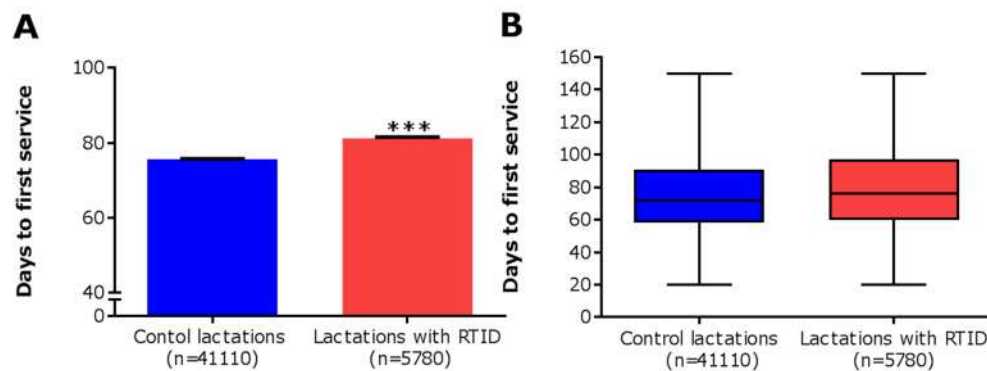 A
Days to first service
100
80
60
40
0
***
Contol lactations
(n=41110)
Lactations with RTID
(n=5780)
B
Days to first service
160
140
120
100
80
60
40
20
0
Control lactations
(n=41110)
Lactations with RTID
(n=5780)